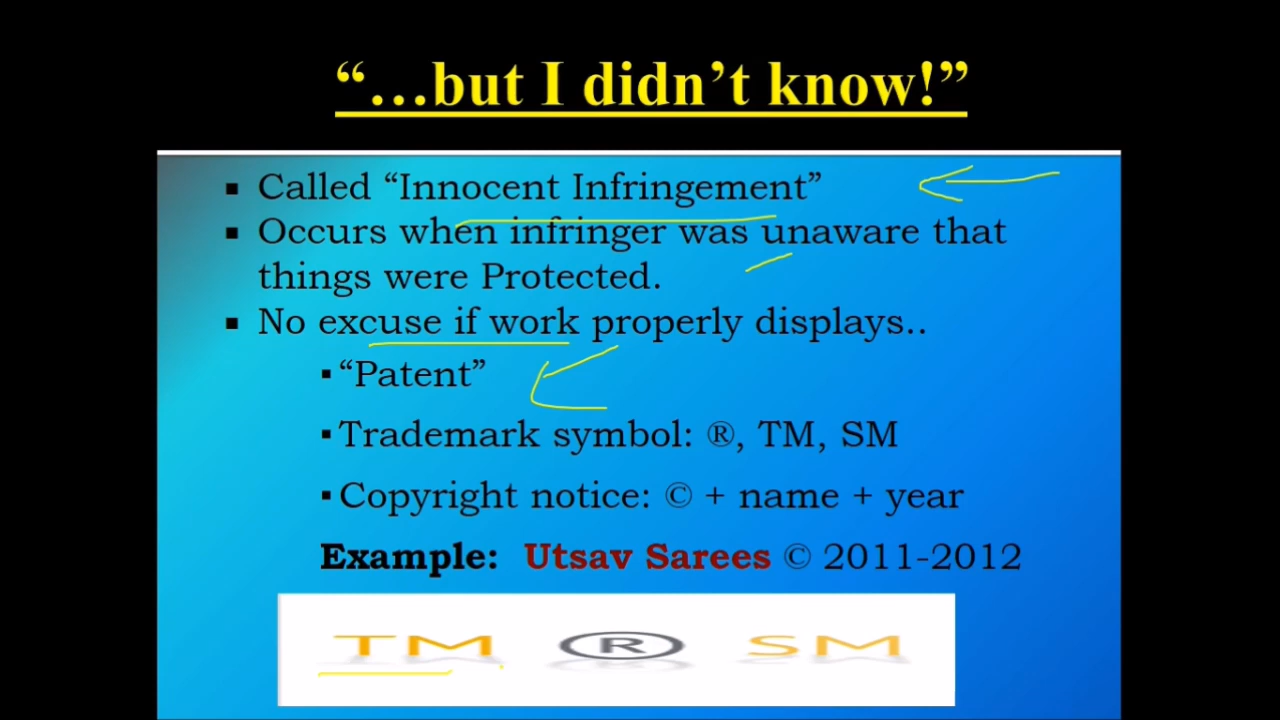 “...but I didn’t know!”
▪ Called “Innocent Infringement”
▪ Occurs when infringer was unaware that
things were Protected.
▪ No excuse if work properly displays..
▪ “Patent”
▪ Trademark symbol: ®, TM, SM
▪ Copyright notice: © + name + year
Example: Utsav Sarees © 2011-2012
TM ® SM